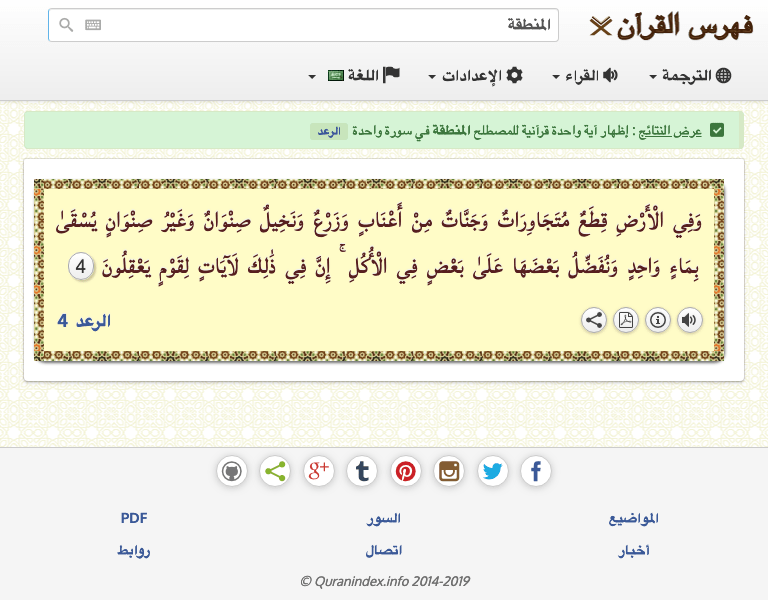 فهرس القرآن
المنطقة
الترجمة
القراء
الإعدادات
اللغة
عرض النتائج : إظهار آية واحدة قرآنية للمصطلح المنطقة في سورة واحدة الرعد
وَفِي الْأَرْضِ قِطَعٌ مُتَجَاوِرَاتٌ وَجَنَّاتٌ مِنْ أَعْنَابٍ وَزَرْعٌ وَنَخِيلٌ صِنْوَانٌ وَغَيْرُ صِنْوَانٍ يُسْقَىٰ
بِمَاءٍ وَاحِدٍ وَنُفَضِّلُ بَعْضَهَا عَلَىٰ بَعْضٍ فِي الْأُكُلِ ۚ إِنَّ فِي ذَٰلِكَ لَآيَاتٍ لِقَوْمٍ يَعْقِلُونَ 4
الرعد 4
المواضيع
السور
PDF
أخبار
اتصال
روابط
© Quranindex.info 2014-2019